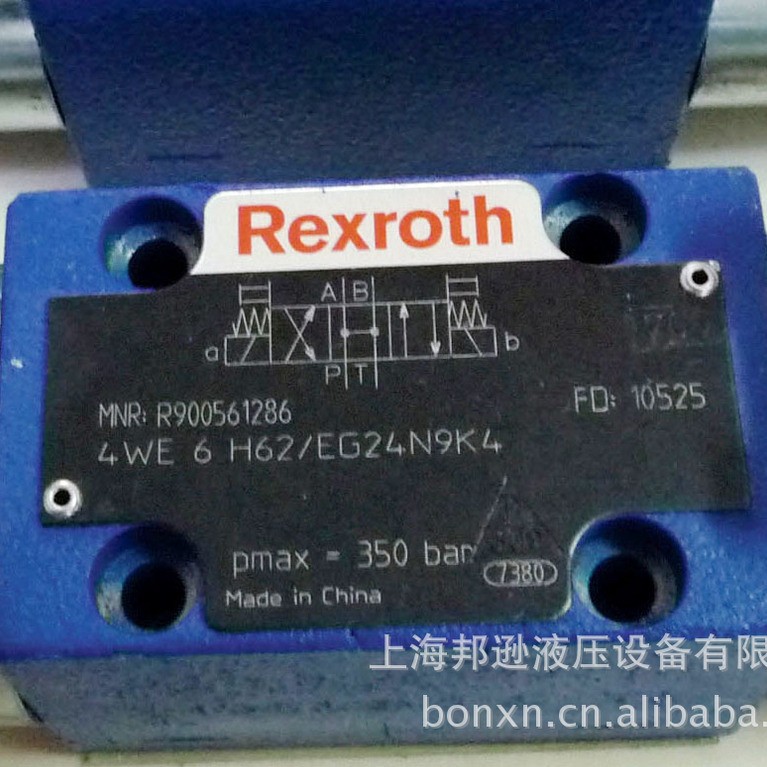 Rexroth
A B
a b
P T
MNR: R900561286
FD: 10525
4WE 6 H62/EG24N9K4
pmax = 350 bar
7380
Made in China
上海邦逊液压设备有限
bonxn.cn.alibaba.